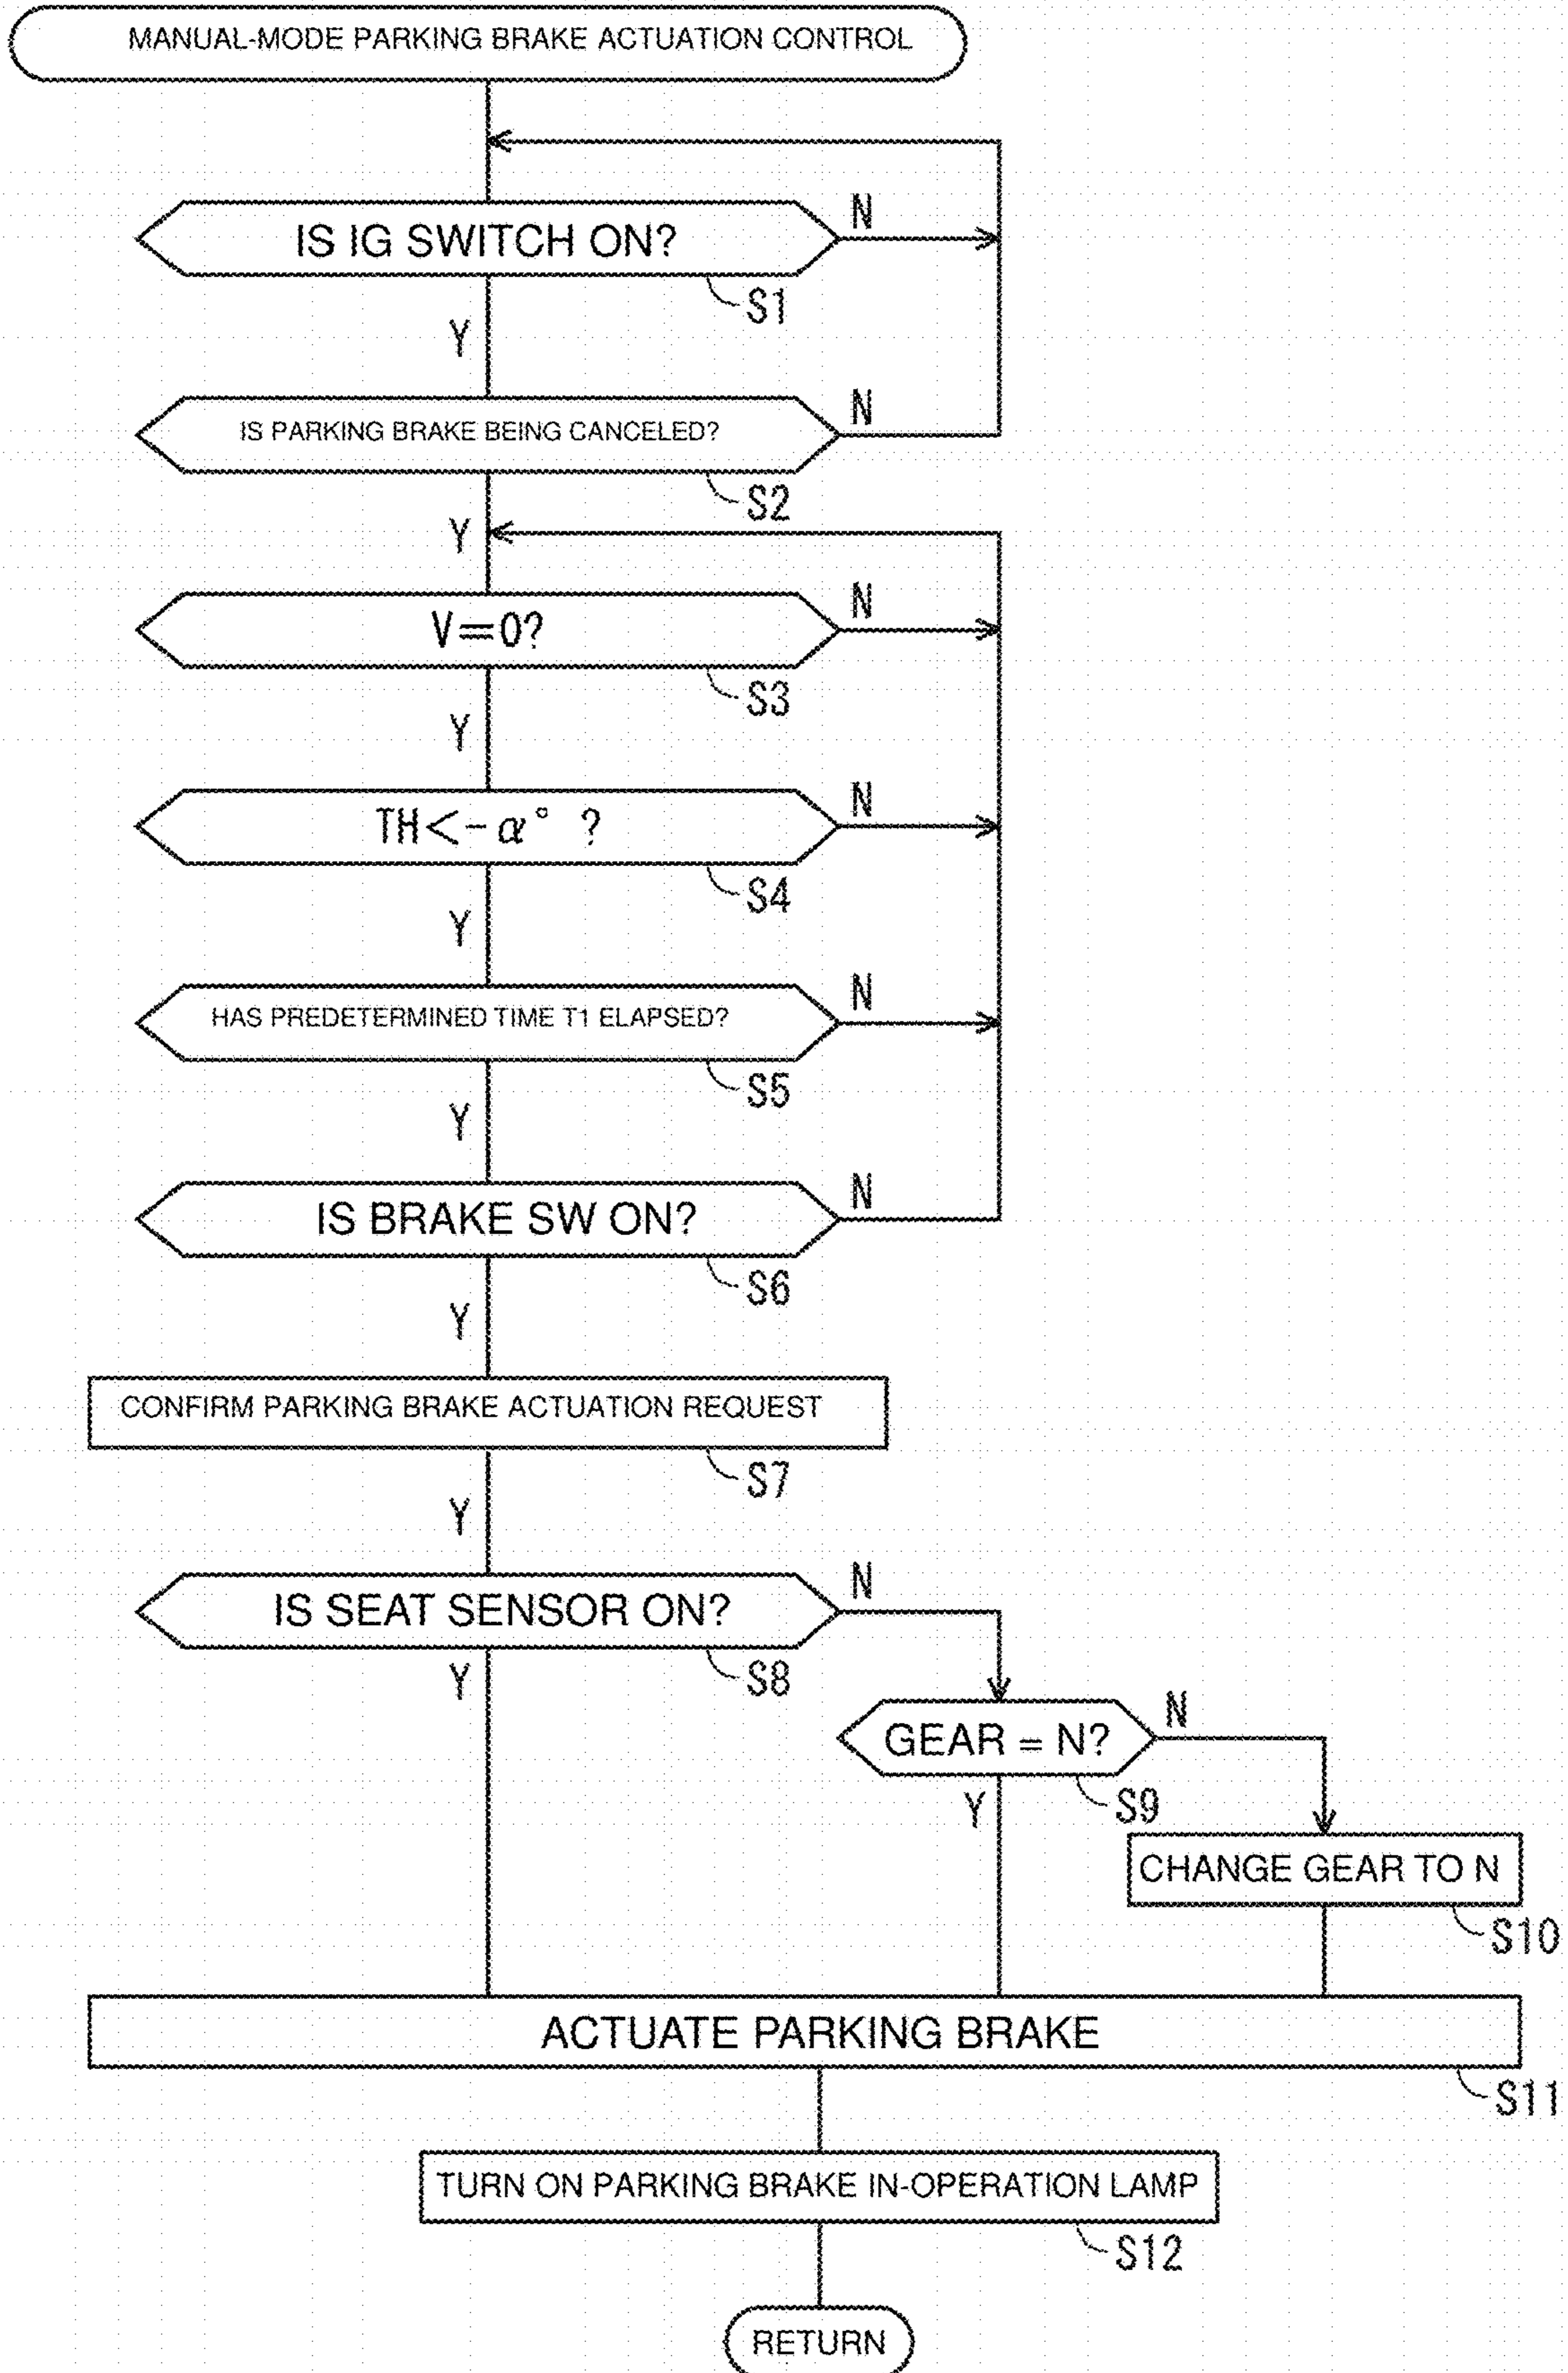 MANUAL-MODE PARKING BRAKE ACTUATION CONTROL
IS IG SWITCH ON?
N
S1
Y
IS PARKING BRAKE BEING CANCELED?
N
S2
Y
V=0?
N
S3
Y
TH<-α° ?
N
S4
Y
HAS PREDETERMINED TIME T1 ELAPSED?
N
S5
Y
IS BRAKE SW ON?
N
S6
Y
CONFIRM PARKING BRAKE ACTUATION REQUEST
S7
Y
IS SEAT SENSOR ON?
N
S8
Y
GEAR = N?
N
S9
Y
CHANGE GEAR TO N
S10
ACTUATE PARKING BRAKE
S11
TURN ON PARKING BRAKE IN-OPERATION LAMP
S12
RETURN